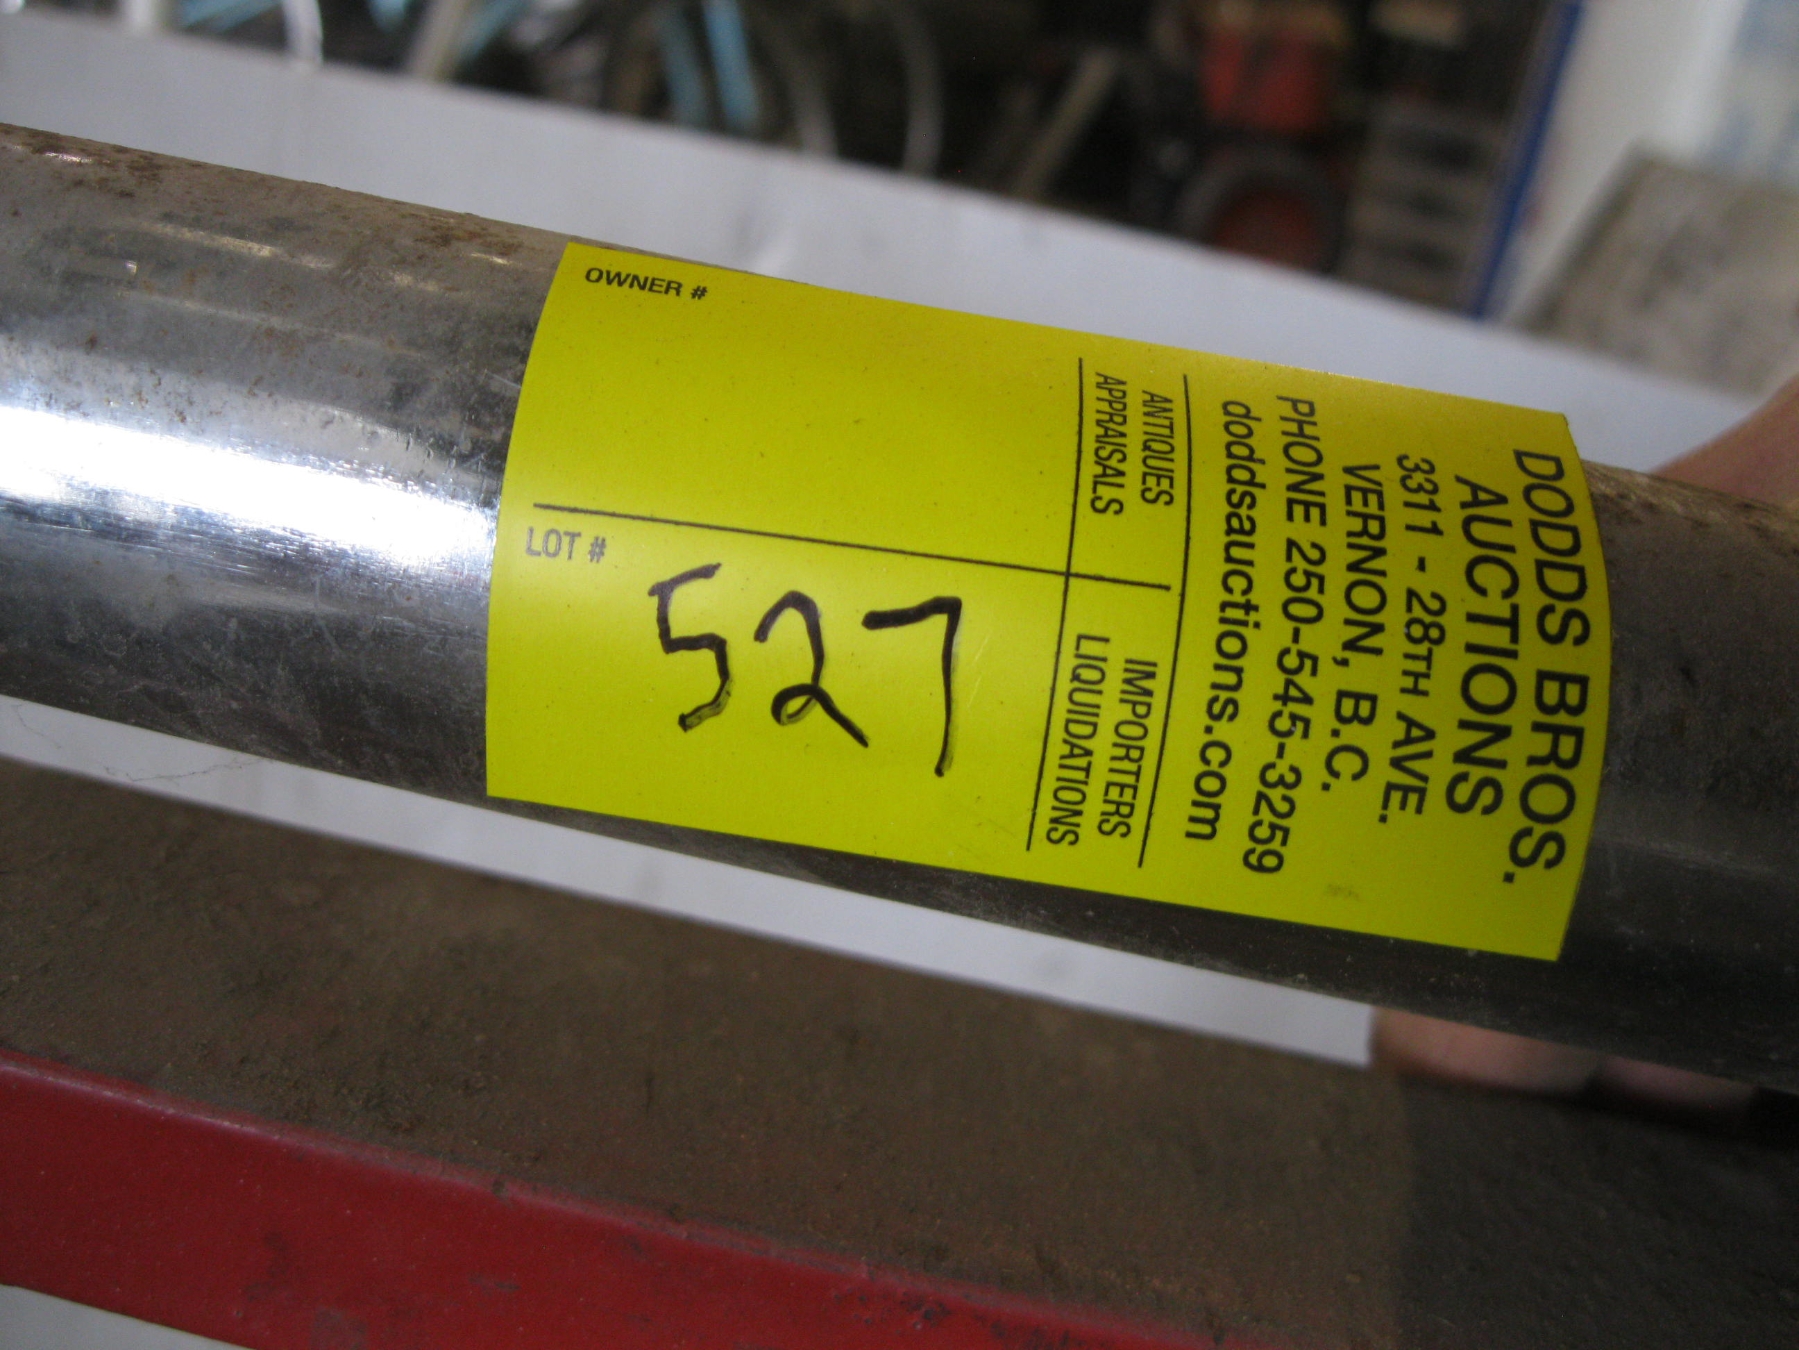 DODDS BROS.
AUCTIONS
3311 - 28TH AVE.
VERNON, B.C.
PHONE 250-545-3259
doddsauctions.com
ANTIQUES IMPORTERS
APPRAISALS LIQUIDATIONS
OWNER #
LOT #
527